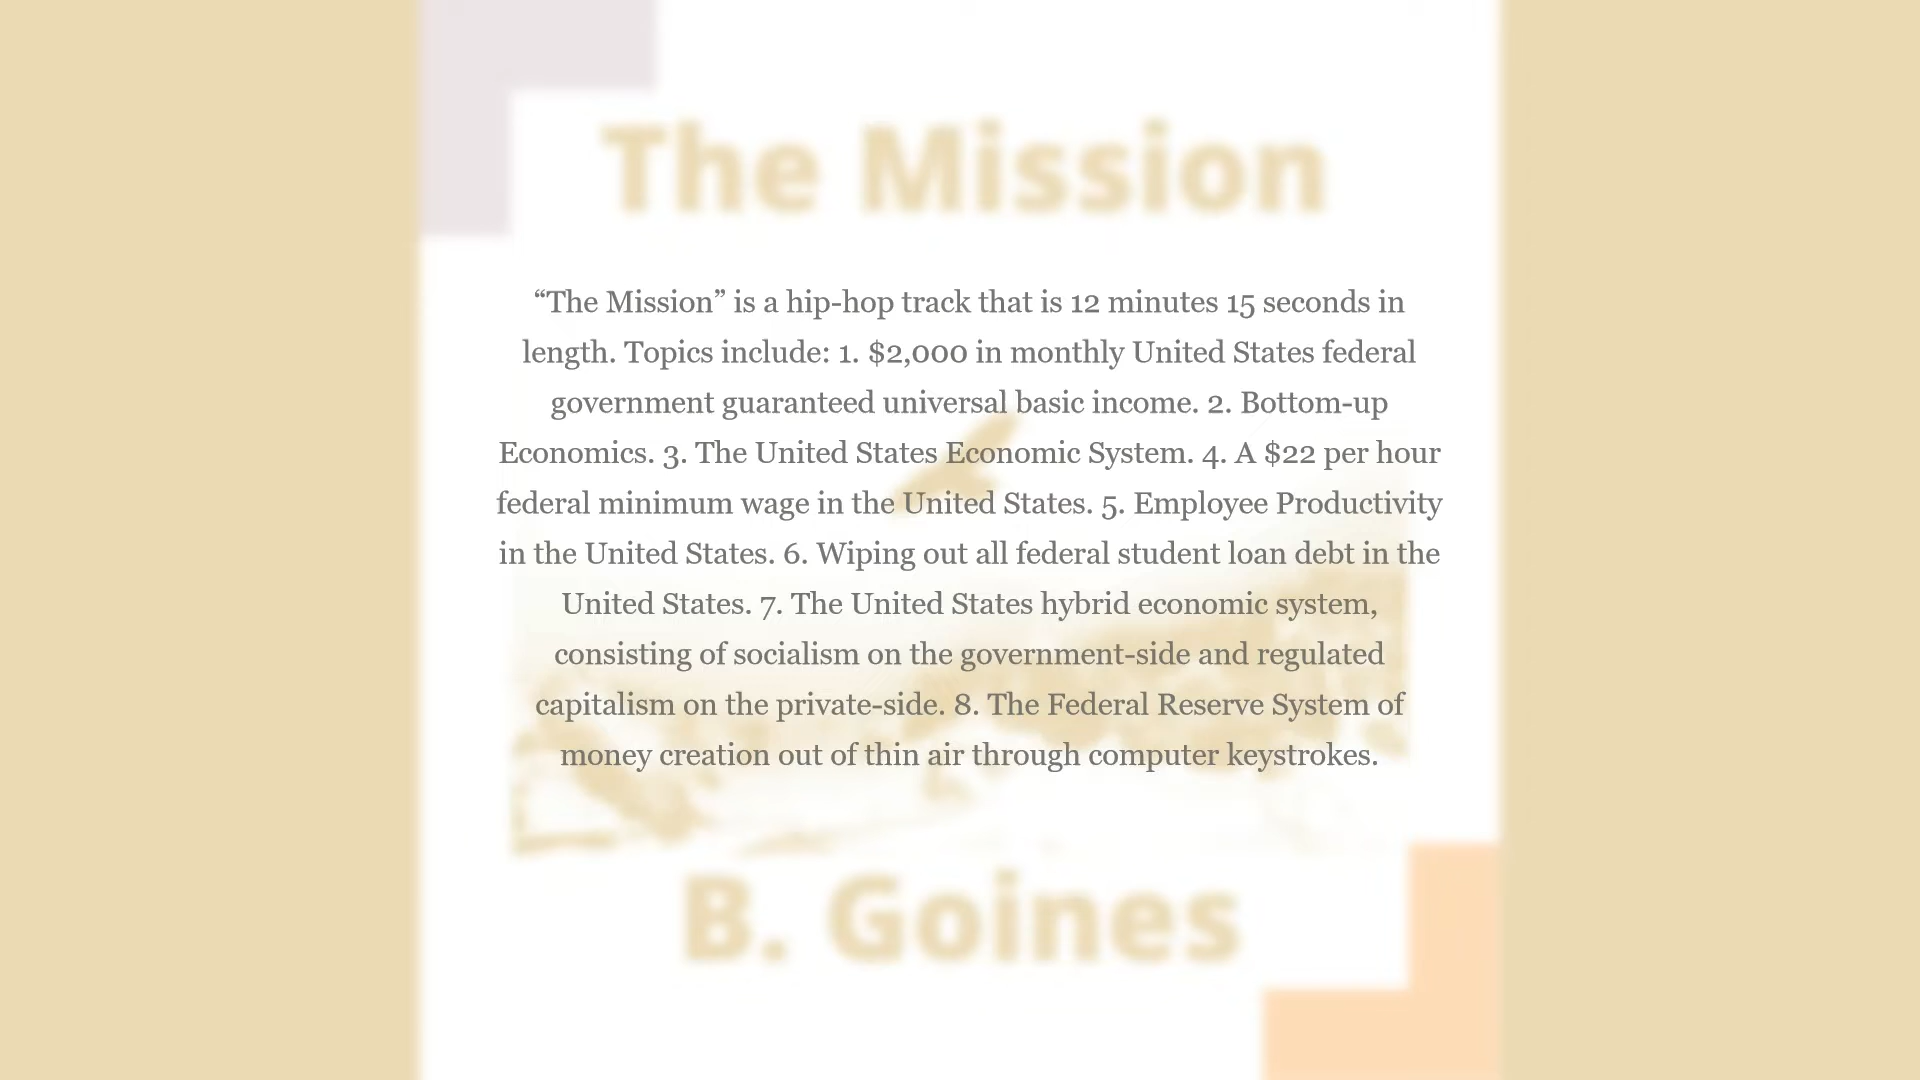 The Mission
“The Mission” is a hip-hop track that is 12 minutes 15 seconds in
length. Topics include: 1. $2,000 in monthly United States federal
government guaranteed universal basic income. 2. Bottom-up
Economics. 3. The United States Economic System. 4. A $22 per hour
federal minimum wage in the United States. 5. Employee Productivity
in the United States. 6. Wiping out all federal student loan debt in the
United States. 7. The United States hybrid economic system,
consisting of socialism on the government-side and regulated
capitalism on the private-side. 8. The Federal Reserve System of
money creation out of thin air through computer keystrokes.
B. Goines